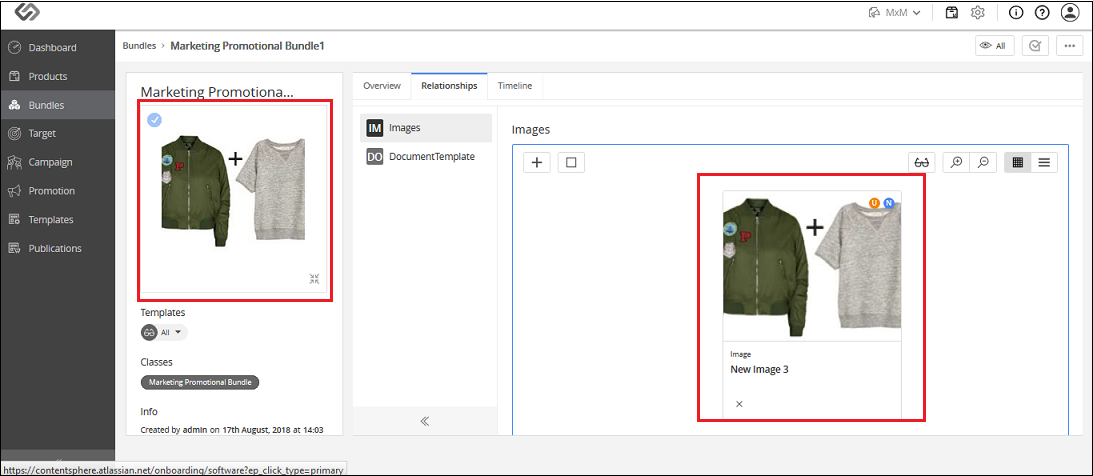 MxM
Dashboard
Products
Bundles
Target
Campaign
Promotion
Templates
Publications
Bundles › Marketing Promotional Bundle1
All
Marketing Promotiona...
P
Templates
All
Classes
Marketing Promotional Bundle
Info
Created by admin on 17th August, 2018 at 14:03
Overview Relationships Timeline
IM Images
DO DocumentTemplate
Images
U N
P
Image
New Image 3
https://contentsphere.atlassian.net/onboarding/software?ep_click_type=primary